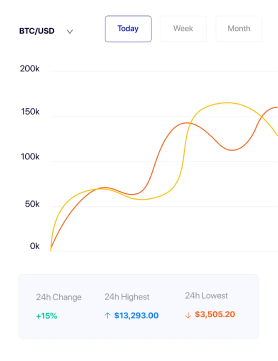 BTC/USD
Today
Week
Month
200k
150k
100k
50k
0k
24h Change
24h Highest
24h Lowest
+15%
↑ $13,293.00
↓ $3,505.20